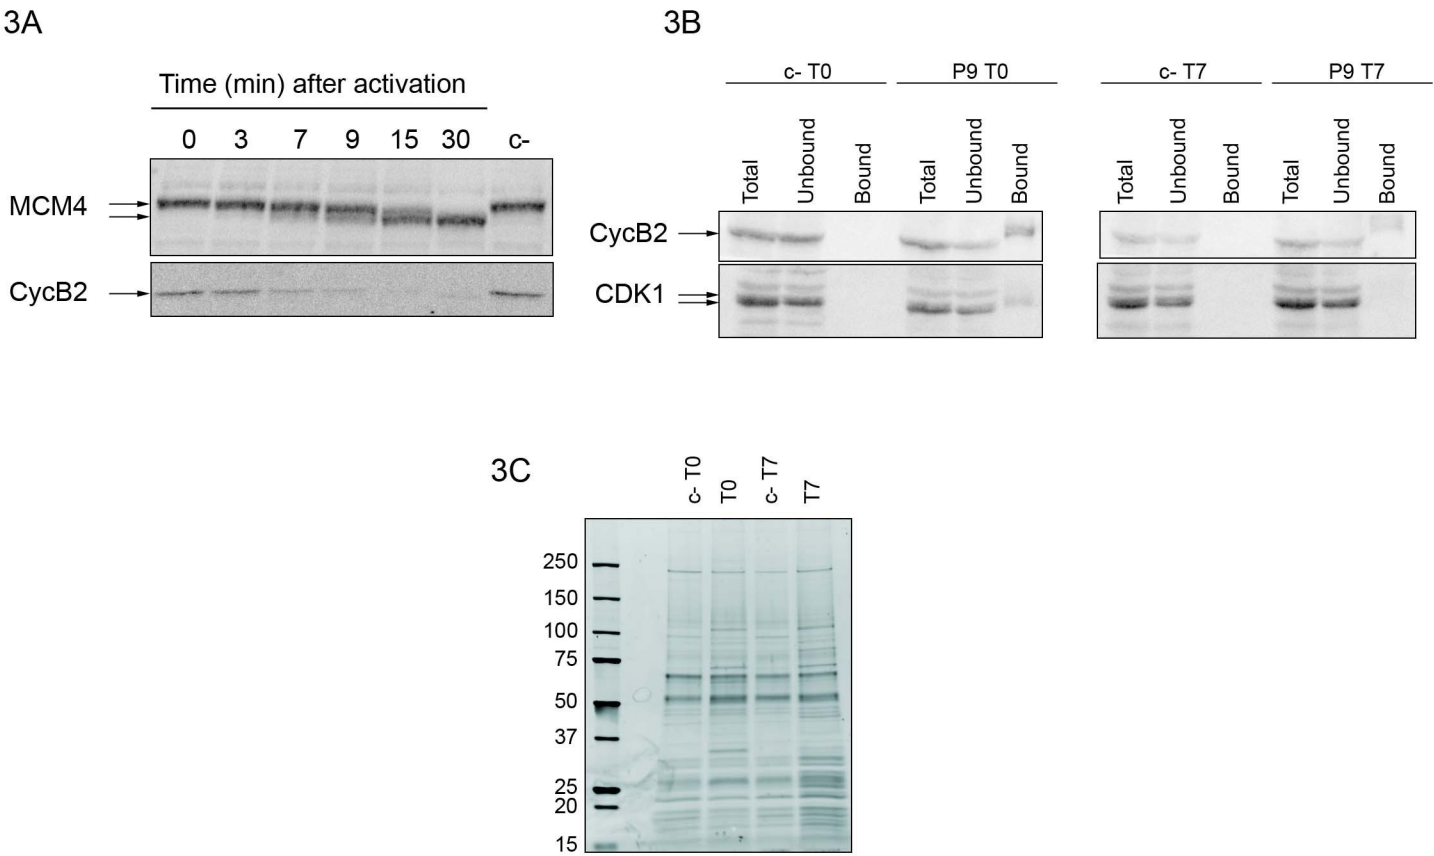 3A
Time (min) after activation
0 3 7 9 15 30 c-
MCM4
CycB2
3B
c- T0 P9 T0 c- T7 P9 T7
Total Unbound Bound Total Unbound Bound Total Unbound Bound Total Unbound Bound
CycB2
CDK1
3C
c- T0 T0 c- T7 T7
250
150
100
75
50
37
25
20
15